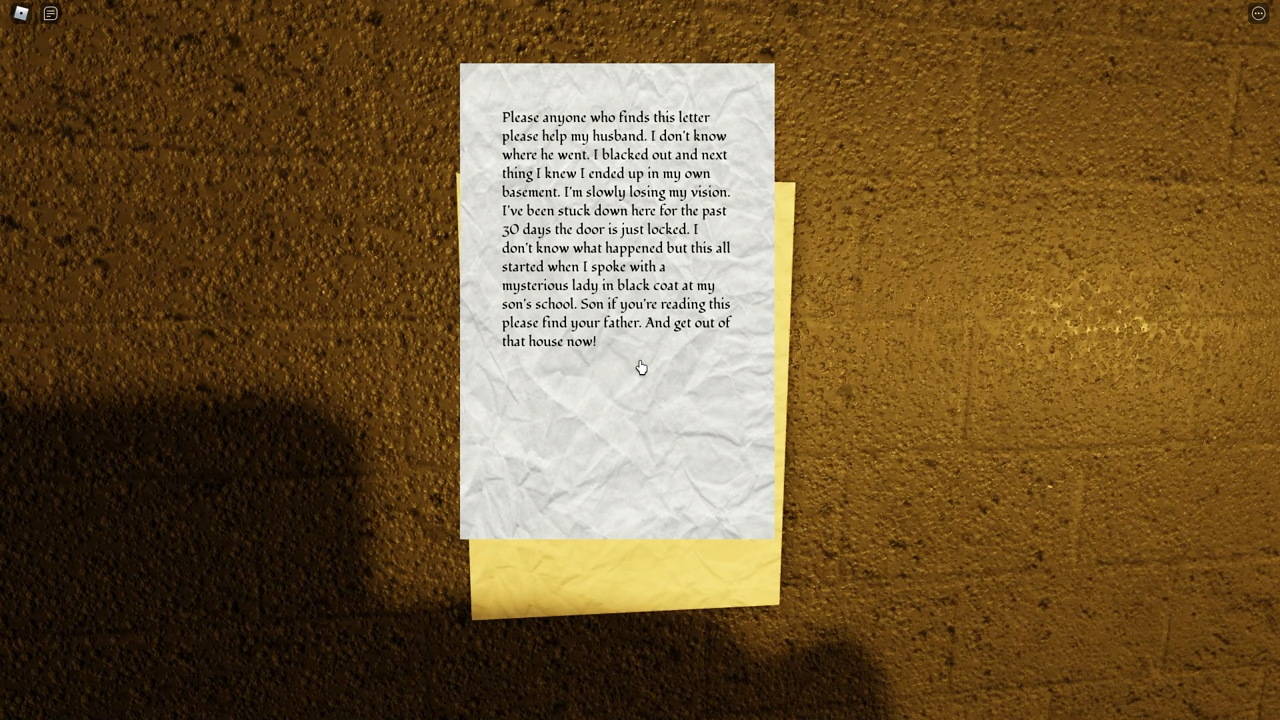 Please anyone who finds this letter
please help my husband. I don't know
where he went. I blacked out and next
thing I knew I ended up in my own
basement. I'm slowly losing my vision.
I've been stuck down here for the past
30 days the door is just locked. I
don't know what happened but this all
started when I spoke with a
mysterious lady in black coat at my
son's school. Son if you're reading this
please find your father. And get out of
that house now!